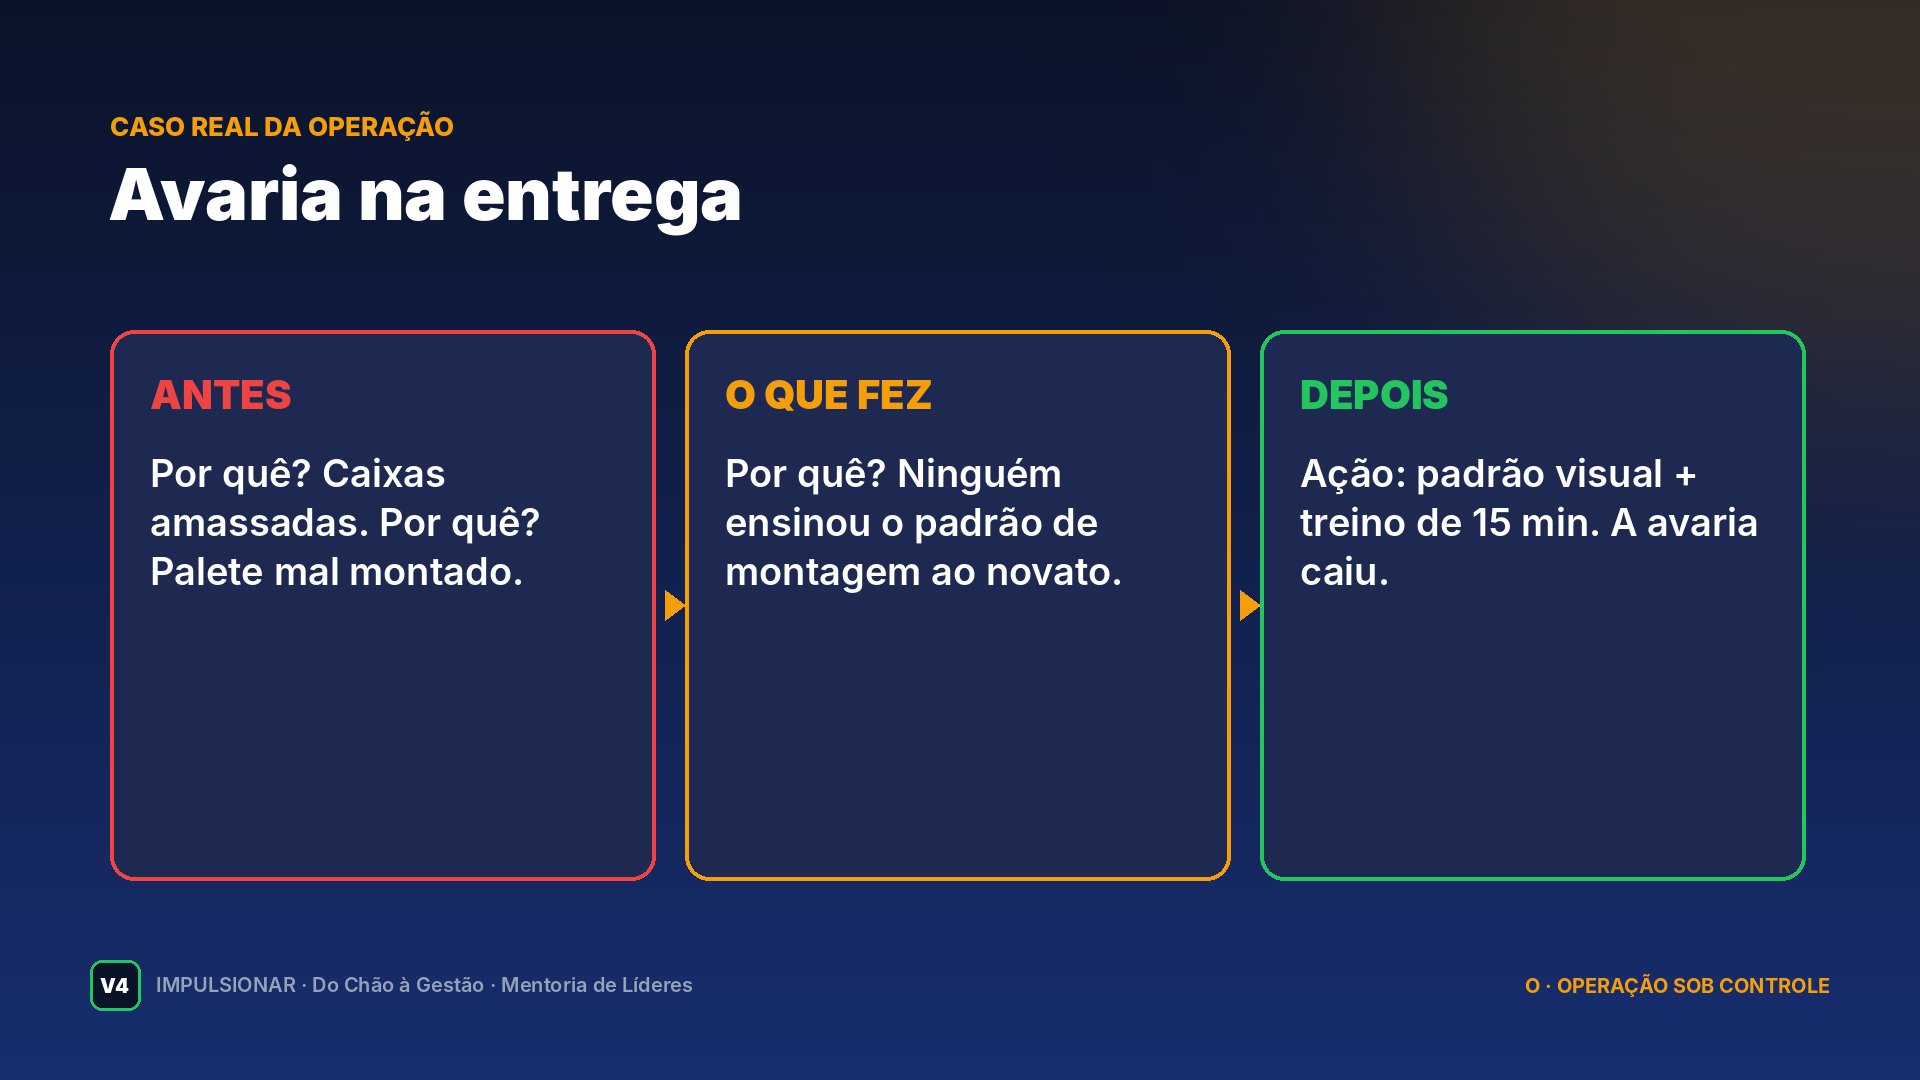 CASO REAL DA OPERAÇÃO
Avaria na entrega
ANTES
Por quê? Caixas
amassadas. Por quê?
Palete mal montado.
O QUE FEZ
Por quê? Ninguém
ensinou o padrão de
montagem ao novato.
DEPOIS
Ação: padrão visual +
treino de 15 min. A avaria
caiu.
V4
IMPULSIONAR · Do Chão à Gestão · Mentoria de Líderes
O · OPERAÇÃO SOB CONTROLE